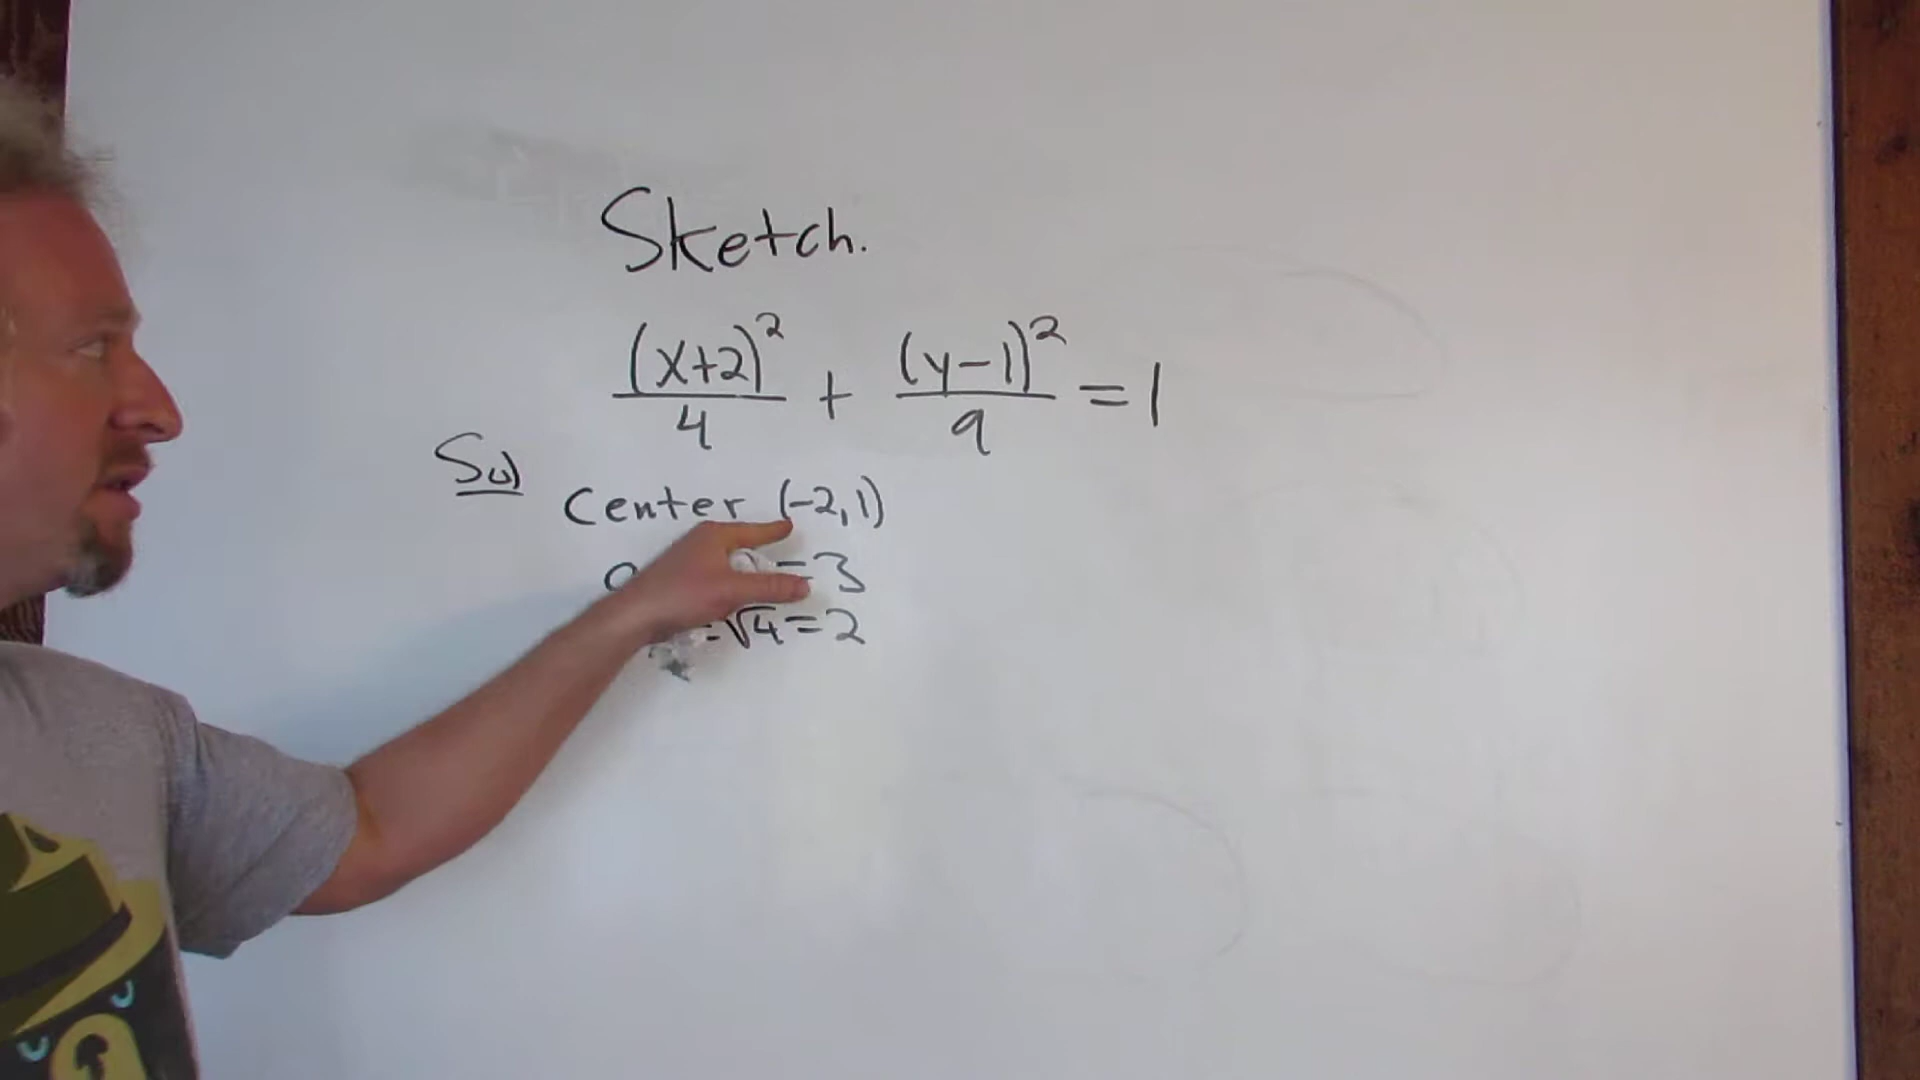 Sketch.
(x+2)²/4 + (y-1)²/9 = 1
Sol
Center (-2,1)
=3
=√4=2